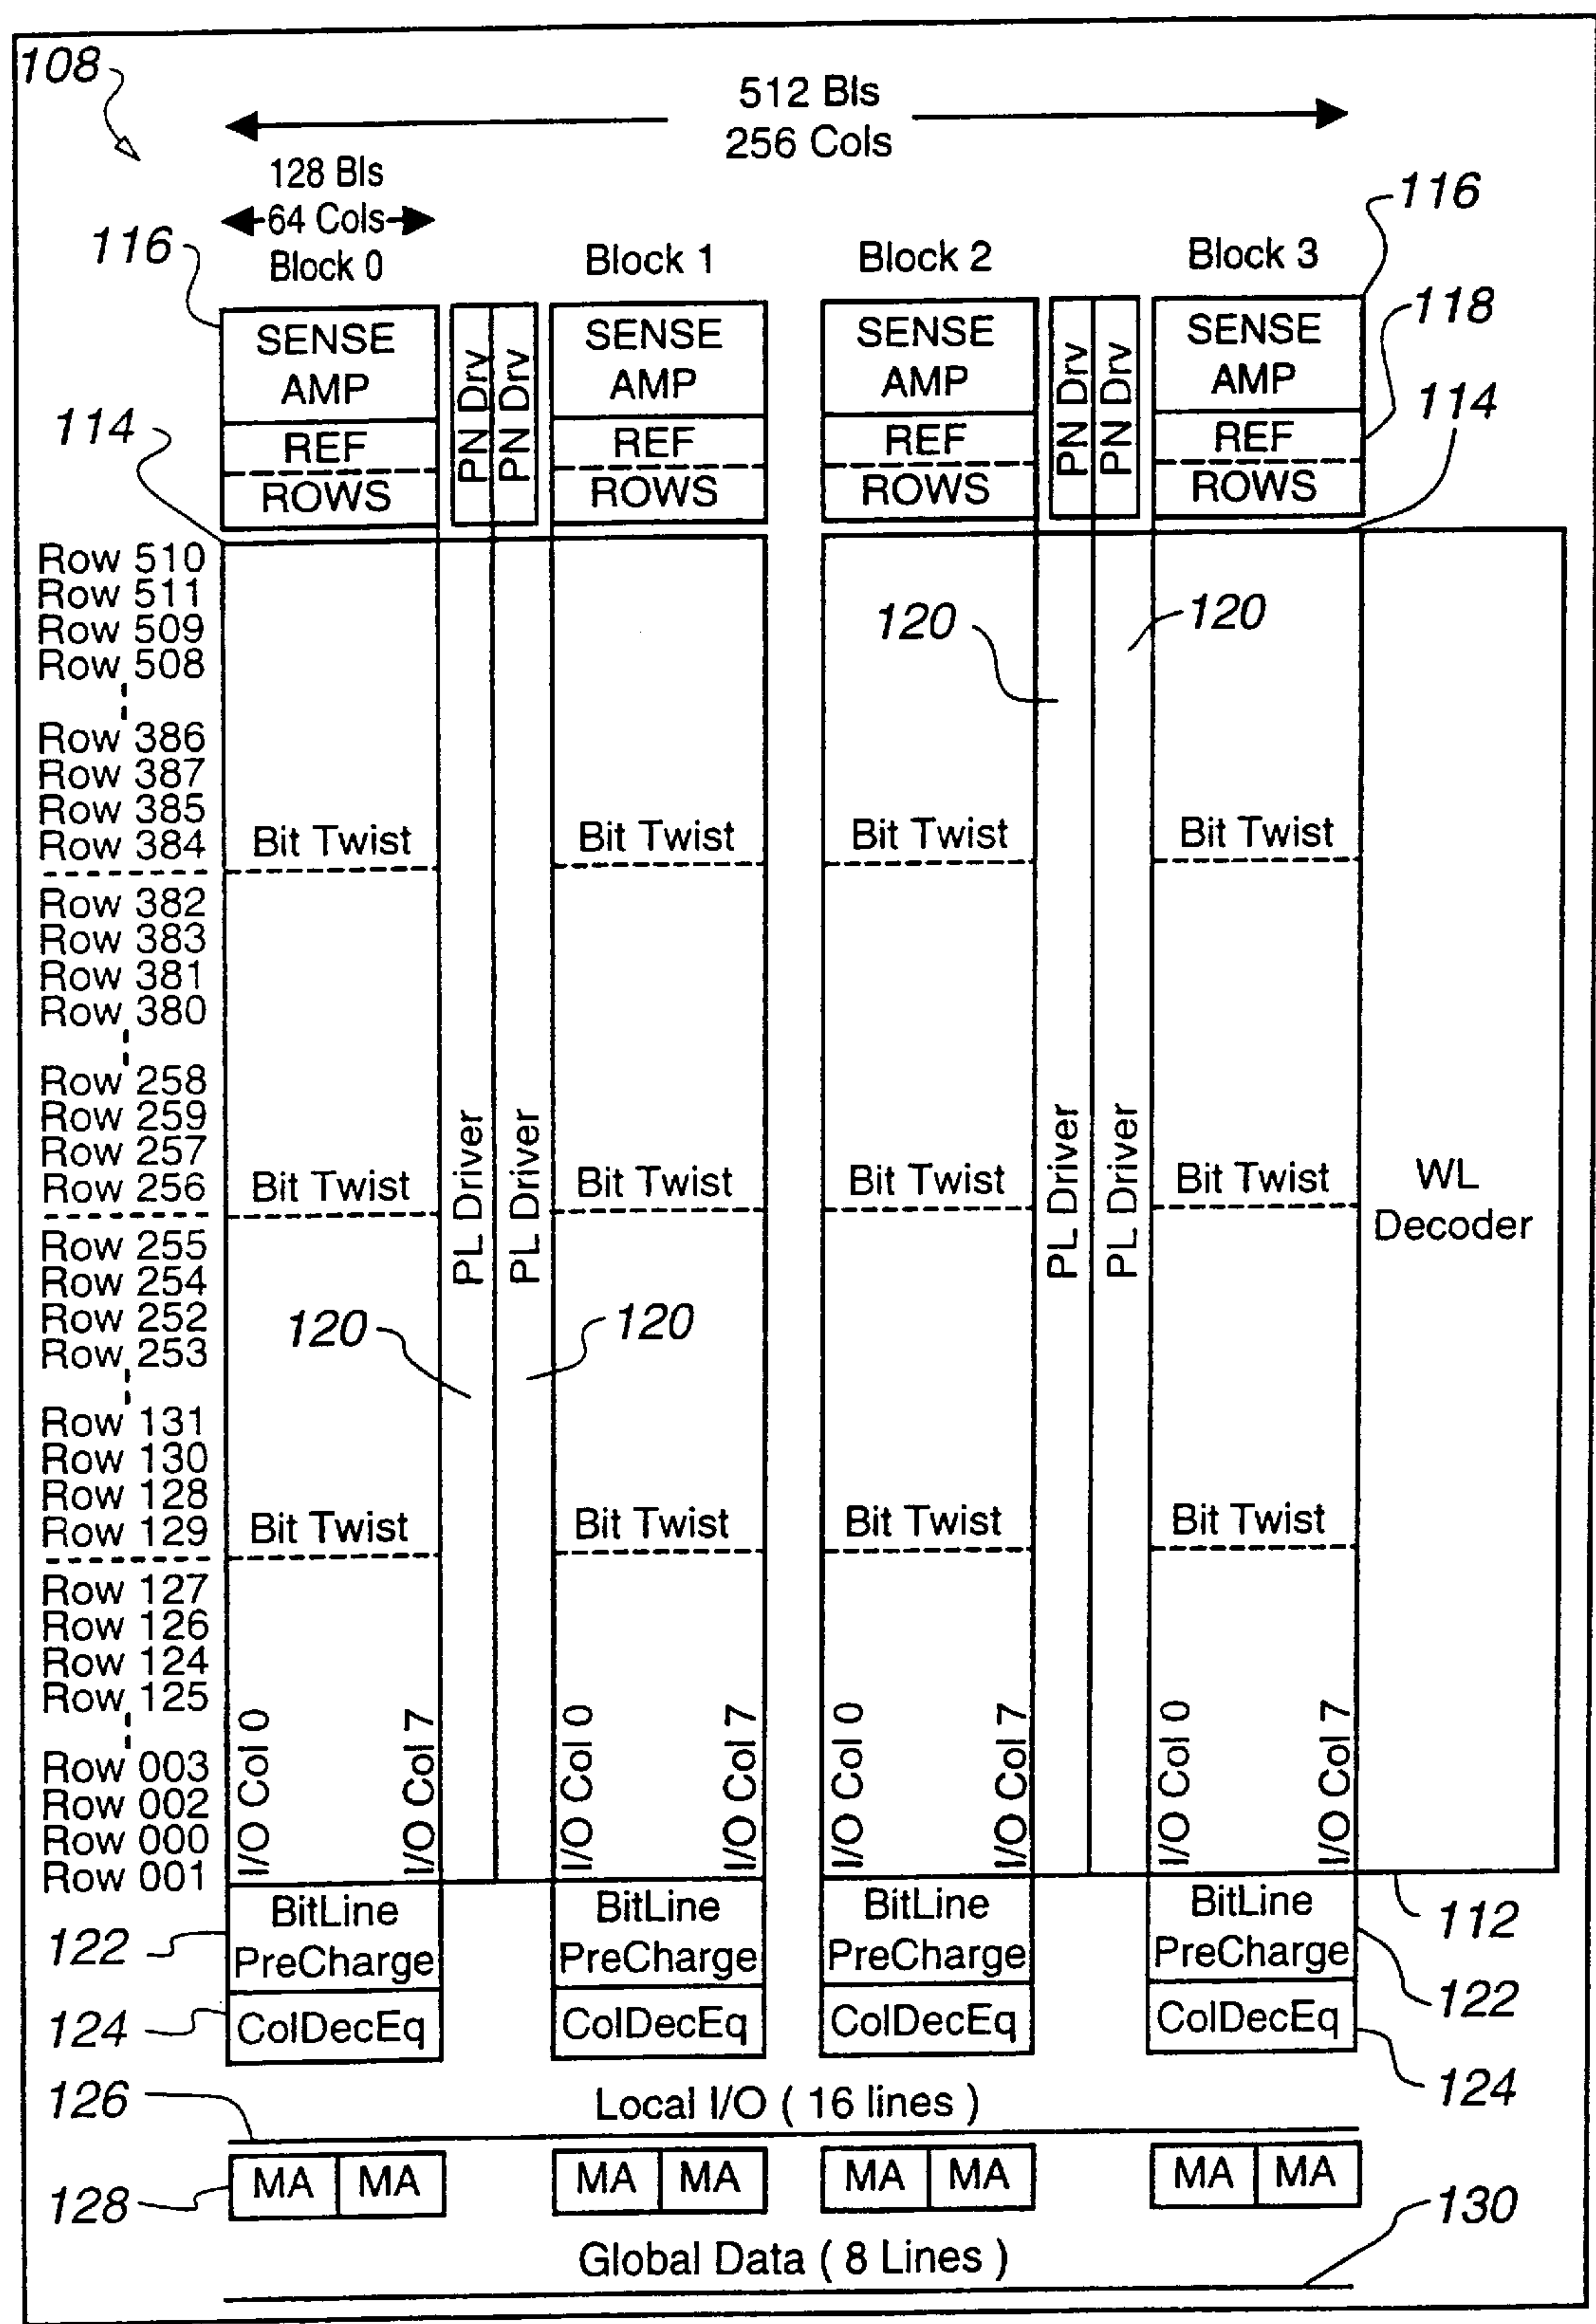 108
512 Bls
256 Cols
128 Bls
64 Cols
116
116
Block 0 Block 1 Block 2 Block 3
118
SENSE AMP PN Drv PN Drv SENSE AMP SENSE AMP PN Drv PN Drv SENSE AMP
114
114
REF REF REF REF
ROWS ROWS ROWS ROWS
Row 510
Row 511
Row 509
120 120
Row 508
Row 386
Row 387
Row 385
Row 384 Bit Twist Bit Twist Bit Twist Bit Twist
Row 382
Row 383
Row 381
Row 380
Row 258
Row 259
Row 257
PL Driver PL Driver PL Driver PL Driver
Row 256 Bit Twist Bit Twist Bit Twist Bit Twist
WL
Decoder
Row 255
Row 254
Row 252
120 120
Row 253
Row 131
Row 130
Row 128
Row 129 Bit Twist Bit Twist Bit Twist Bit Twist
Row 127
Row 126
Row 124
Row 125
I/O Col 0 I/O Col 7 I/O Col 0 I/O Col 7 I/O Col 0 I/O Col 7 I/O Col 0 I/O Col 7
Row 003
Row 002
Row 000
Row 001
BitLine BitLine BitLine BitLine
112
122
PreCharge PreCharge PreCharge PreCharge
122
124
ColDecEq ColDecEq ColDecEq ColDecEq
124
126
Local I/O ( 16 lines )
MA MA MA MA MA MA MA MA
128
130
Global Data ( 8 Lines )